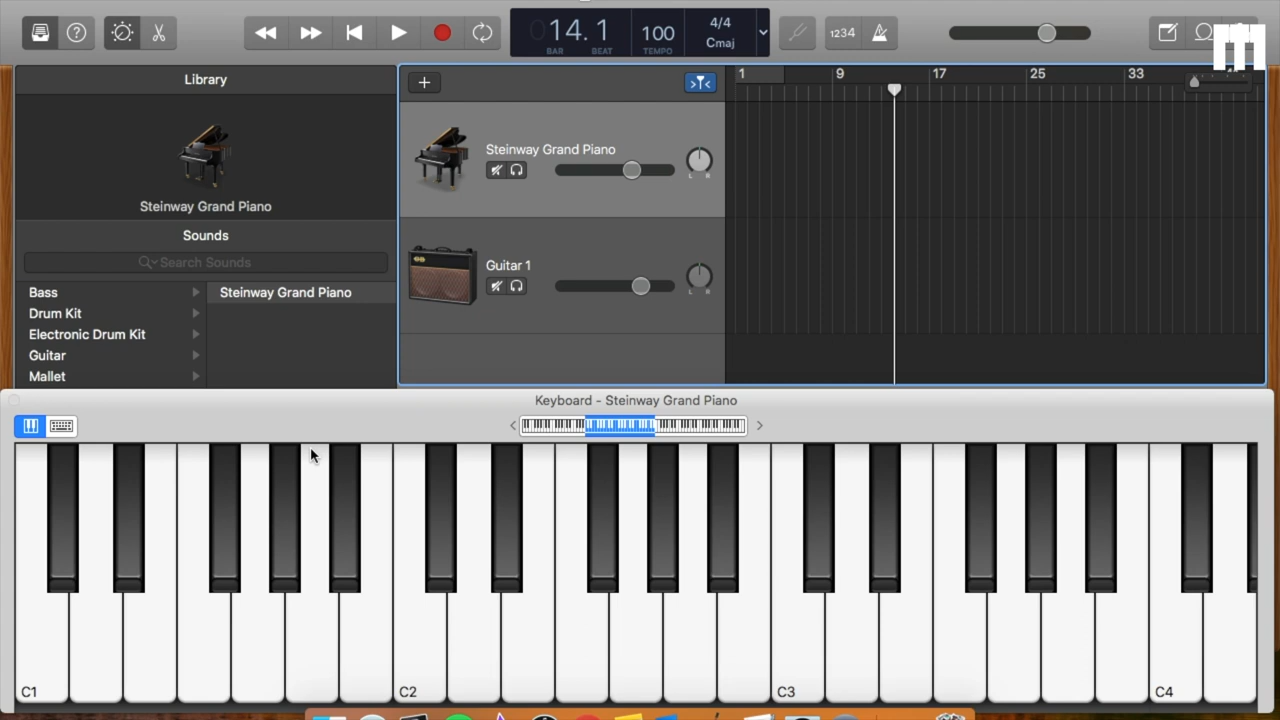 14.1
BAR BEAT
100
TEMPO
4/4
Cmaj
1234
Library
Steinway Grand Piano
Sounds
Search Sounds
Bass
Drum Kit
Electronic Drum Kit
Guitar
Mallet
Steinway Grand Piano
1 9 17 25 33
Steinway Grand Piano
L R
Guitar 1
L R
Keyboard - Steinway Grand Piano
C1 C2 C3 C4